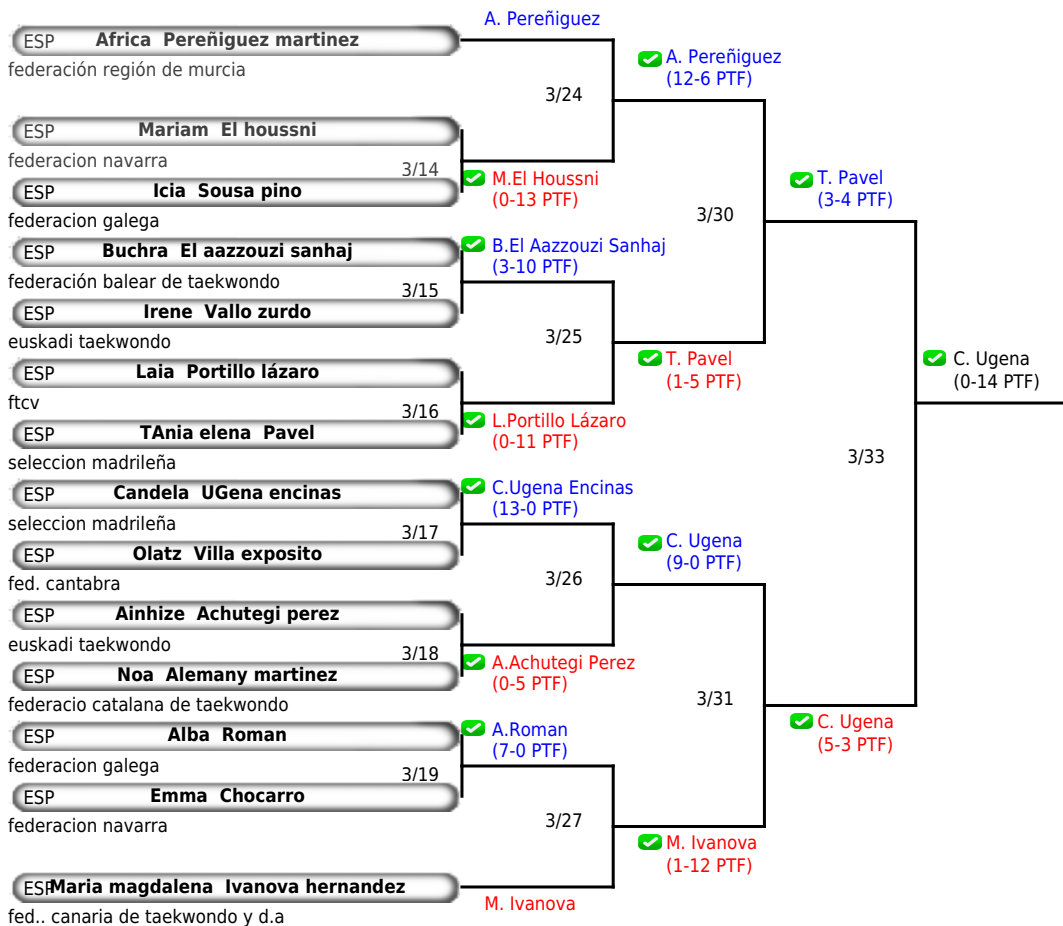 A. Pereñiguez
ESP Africa Pereñiguez martinez
federación región de murcia
A. Pereñiguez
(12-6 PTF)
3/24
ESP Mariam El houssni
federacion navarra
3/14
M.El Houssni
(0-13 PTF)
ESP Icia Sousa pino
federacion galega
T. Pavel
(3-4 PTF)
3/30
ESP Buchra El aazzouzi sanhaj
B.El Aazzouzi Sanhaj
(3-10 PTF)
federación balear de taekwondo
3/15
ESP Irene Vallo zurdo
euskadi taekwondo
3/25
T. Pavel
(1-5 PTF)
C. Ugena
(0-14 PTF)
ESP Laia Portillo lázaro
ftcv
3/16
L.Portillo Lázaro
(0-11 PTF)
ESP TAnia elena Pavel
seleccion madrileña
3/33
ESP Candela UGena encinas
C.Ugena Encinas
(13-0 PTF)
seleccion madrileña
3/17
ESP Olatz Villa exposito
fed. cantabra
C. Ugena
(9-0 PTF)
3/26
ESP Ainhize Achutegi perez
euskadi taekwondo
3/18
A.Achutegi Perez
(0-5 PTF)
ESP Noa Alemany martinez
federacio catalana de taekwondo
3/31
C. Ugena
(5-3 PTF)
ESP Alba Roman
A.Roman
(7-0 PTF)
federacion galega
3/19
ESP Emma Chocarro
federacion navarra
3/27
M. Ivanova
(1-12 PTF)
ESP Maria magdalena Ivanova hernandez
M. Ivanova
fed.. canaria de taekwondo y d.a